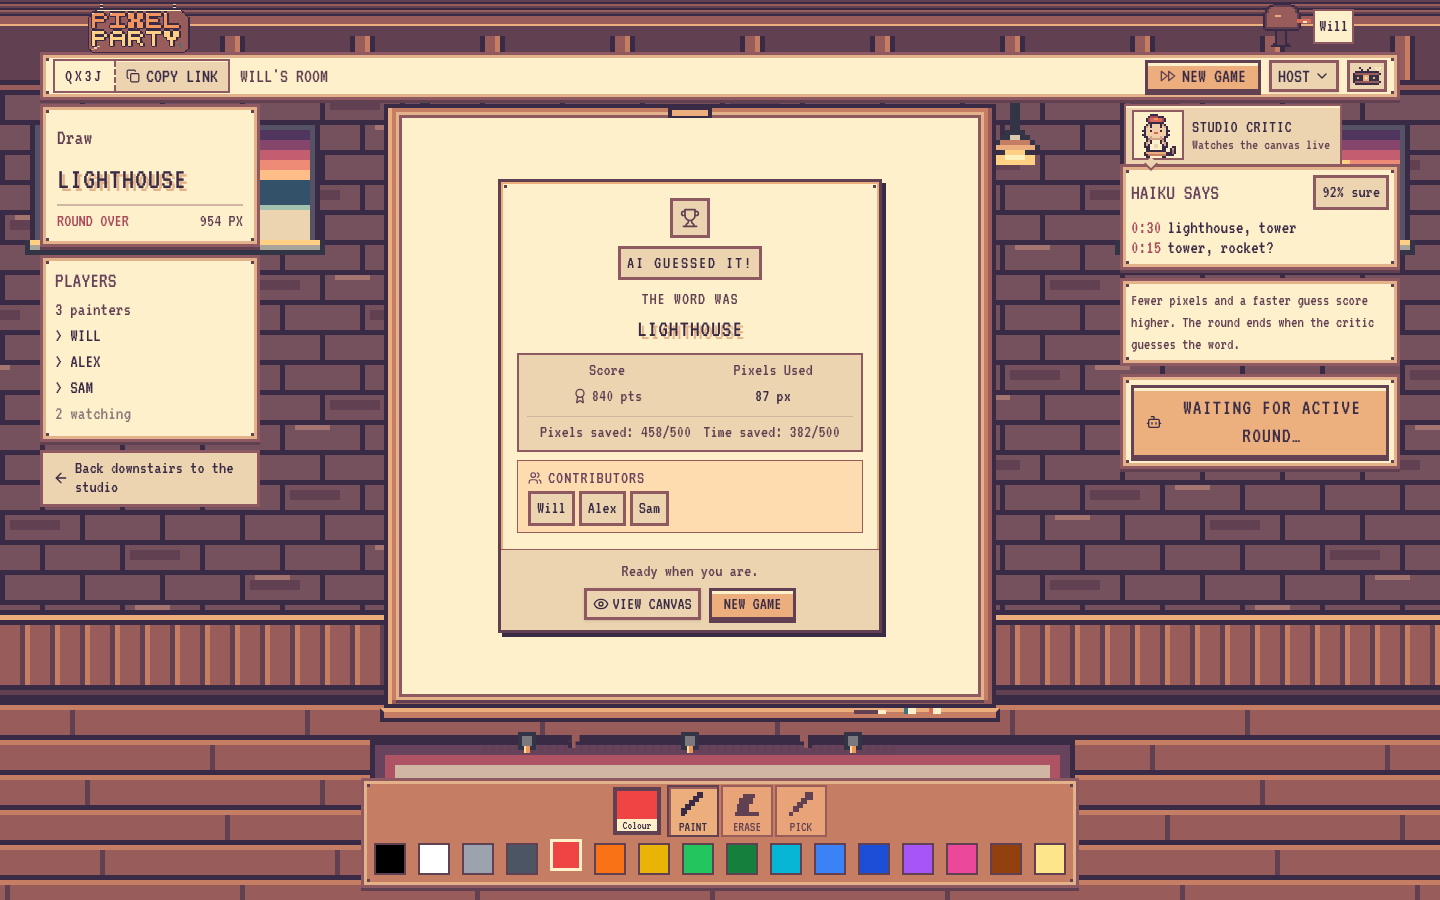 PIXEL
PARTY
Will
QX3J
COPY LINK
WILL'S ROOM
NEW GAME
HOST
Draw
LIGHTHOUSE
ROUND OVER
954 PX
PLAYERS
3 painters
WILL
ALEX
SAM
2 watching
Back downstairs to the
studio
AI GUESSED IT!
THE WORD WAS
LIGHTHOUSE
Score
Pixels Used
840 pts
87 px
Pixels saved: 458/500
Time saved: 382/500
CONTRIBUTORS
Will
Alex
Sam
Ready when you are.
VIEW CANVAS
NEW GAME
STUDIO CRITIC
Watches the canvas live
HAIKU SAYS
92% sure
0:30 lighthouse, tower
0:15 tower, rocket?
Fewer pixels and a faster guess score
higher. The round ends when the critic
guesses the word.
WAITING FOR ACTIVE
ROUND…
Colour
PAINT
ERASE
PICK